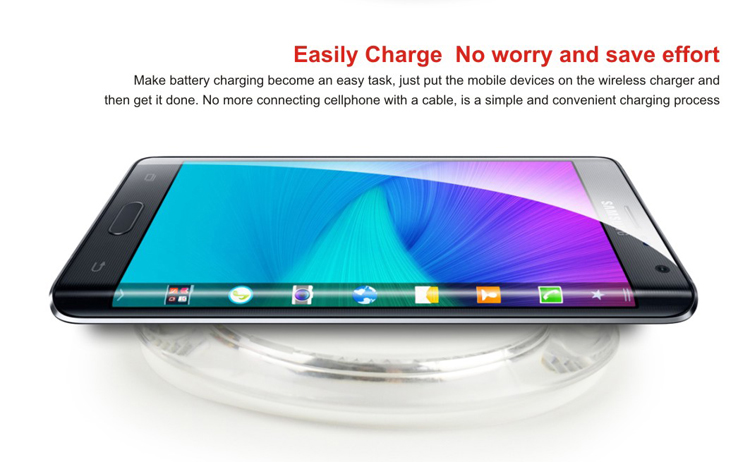 Easily Charge  No worry and save effort
Make battery charging become an easy task, just put the mobile devices on the wireless charger and
then get it done. No more connecting cellphone with a cable, is a simple and convenient charging process
SAMSUNG